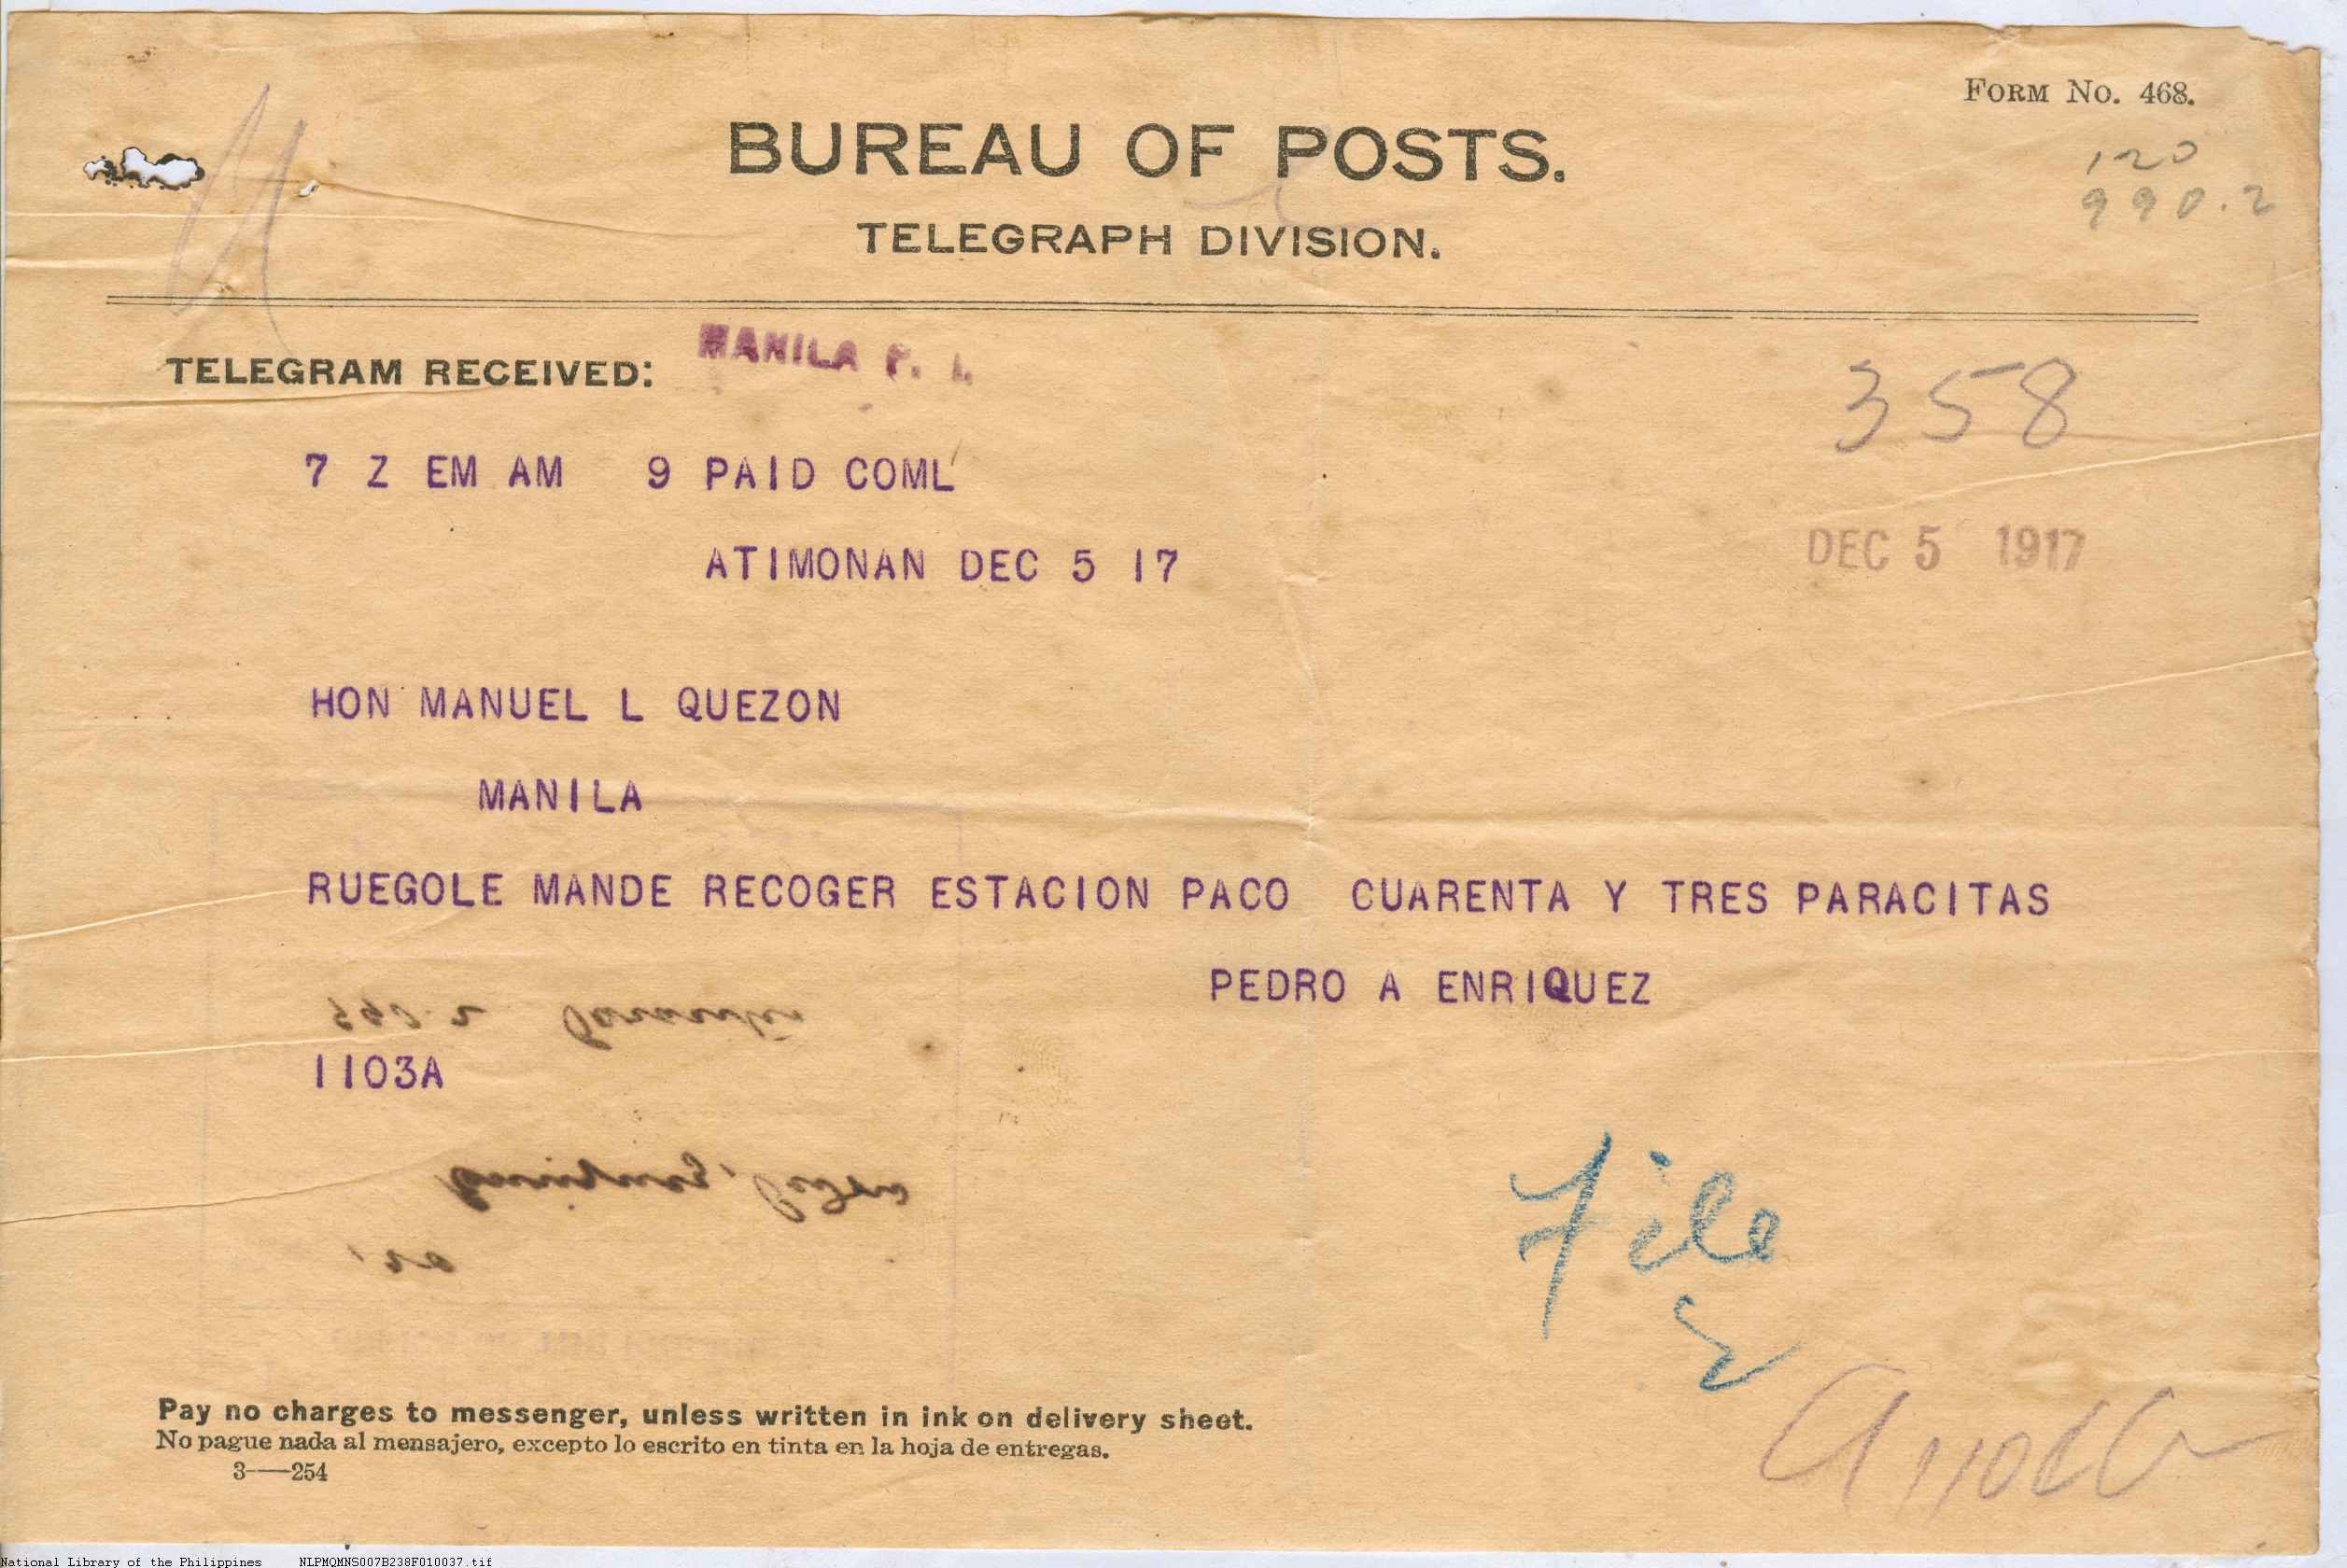 FORM No. 468.
BUREAU OF POSTS.
120
990.2
TELEGRAPH DIVISION.
MANILA P. I.
TELEGRAM RECEIVED:
358
7 Z EM AM 9 PAID COML
DEC 5 1917
ATIMONAN DEC 5 17
HON MANUEL L QUEZON
MANILA
RUEGOLE MANDE RECOGER ESTACION PACO CUARENTA Y TRES PARACITAS
PEDRO A ENRIQUEZ
1103A
File
Pay no charges to messenger, unless written in ink on delivery sheet.
No pague nada al mensajero, excepto lo escrito en tinta en la hoja de entregas.
3—254
National Library of the Philippines NLPMQMNS007B238F010037.tif